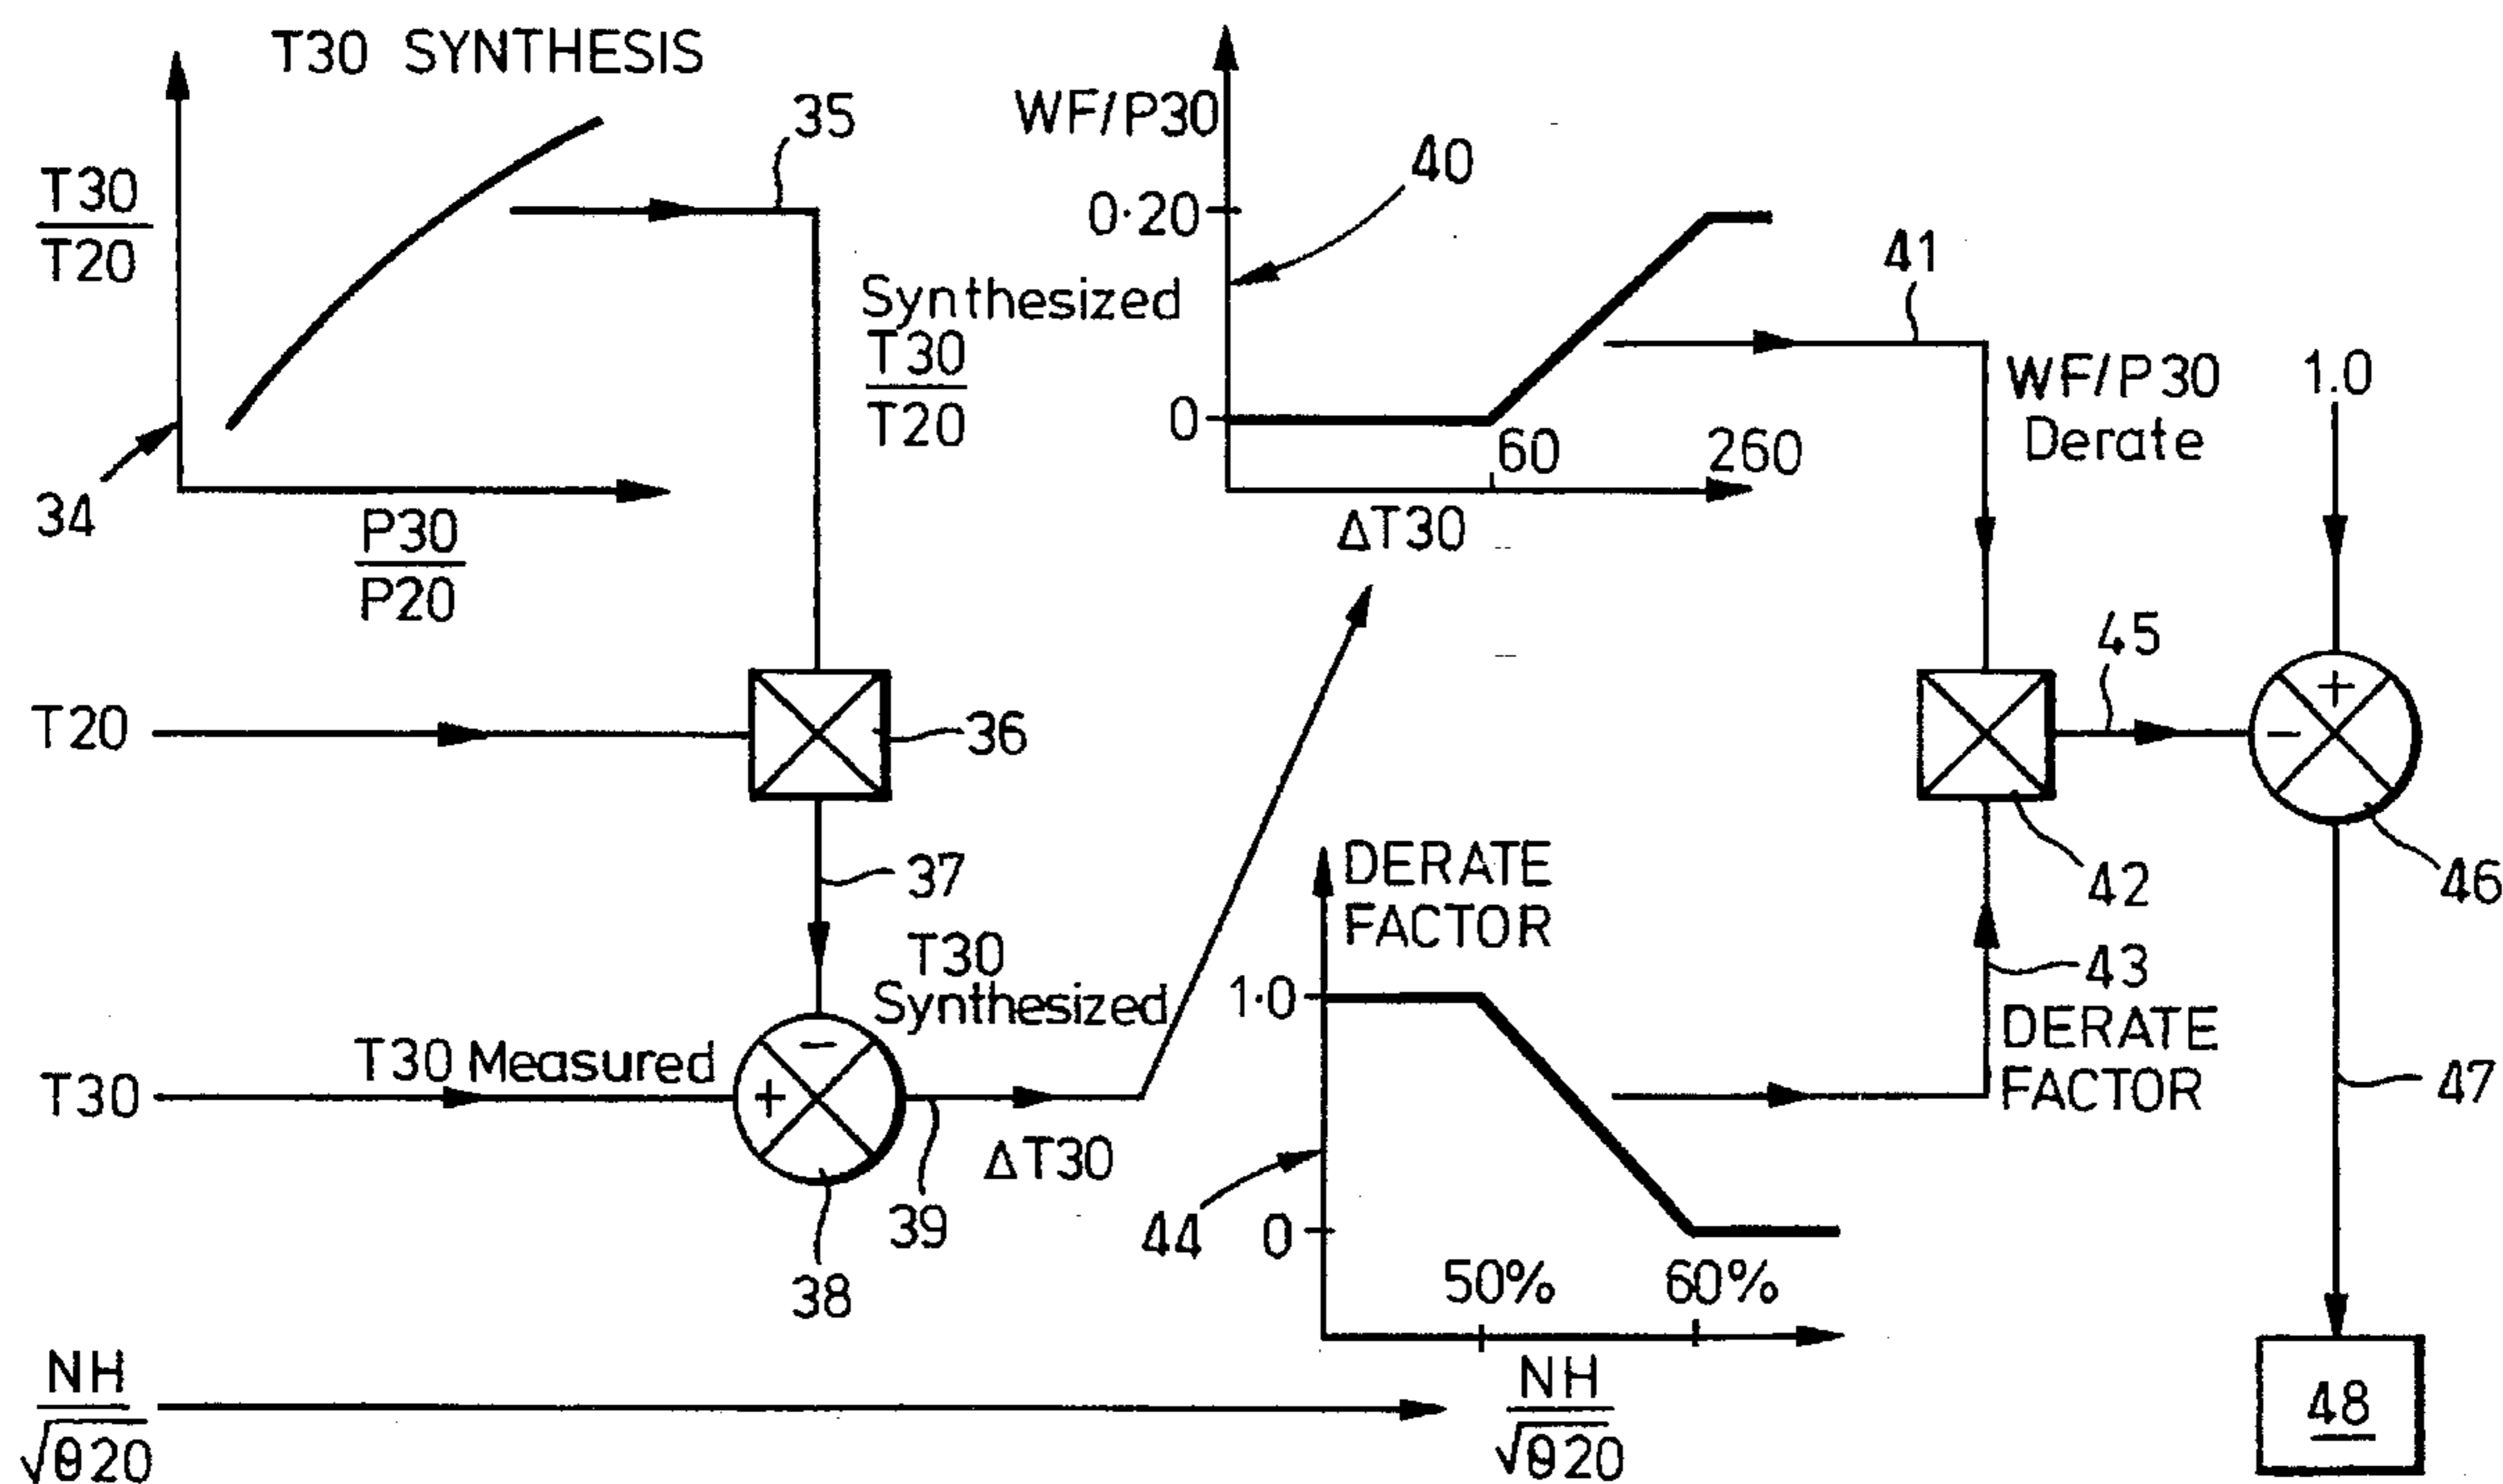 T30 SYNTHESIS
T30
T20
34
P30
P20
35
Synthesized
T30
T20
WF/P30
0·20
0
40
60
260
ΔT30
41
WF/P30
Derate
1.0
T20
36
45
+
−
46
42
37
T30
Synthesized
T30
T30 Measured
−
+
39
ΔT30
38
DERATE
FACTOR
1·0
0
44
50%
60%
43
DERATE
FACTOR
47
NH
√θ20
NH
√θ20
48